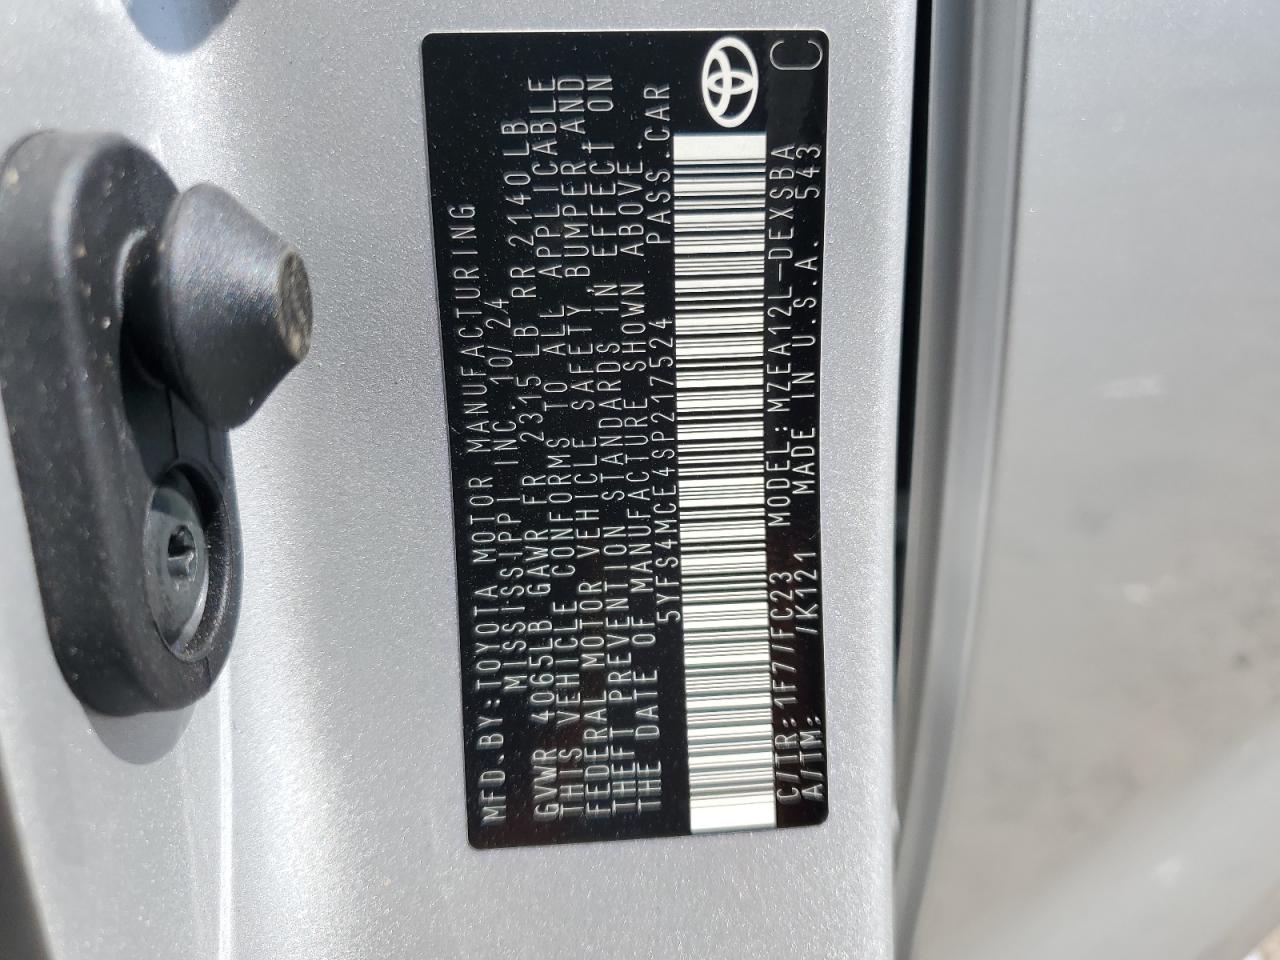 MFD.BY:TOYOTA MOTOR MANUFACTURING
MISSISSIPPI INC. 10/24
GVWR 4065LB GAWR FR 2315 LB RR 2140LB
THIS VEHICLE CONFORMS TO ALL APPLICABLE
FEDERAL MOTOR VEHICLE SAFETY, BUMPER, AND
THEFT PREVENTION STANDARDS IN EFFECT ON
THE DATE OF MANUFACTURE SHOWN ABOVE.
5YFS4MCE4SP217524 PASS.CAR
C/TR:1F7/FC23 MODEL:MZEA12L-DEXSBA
A/TM: /K121 MADE IN U.S.A. 543
C